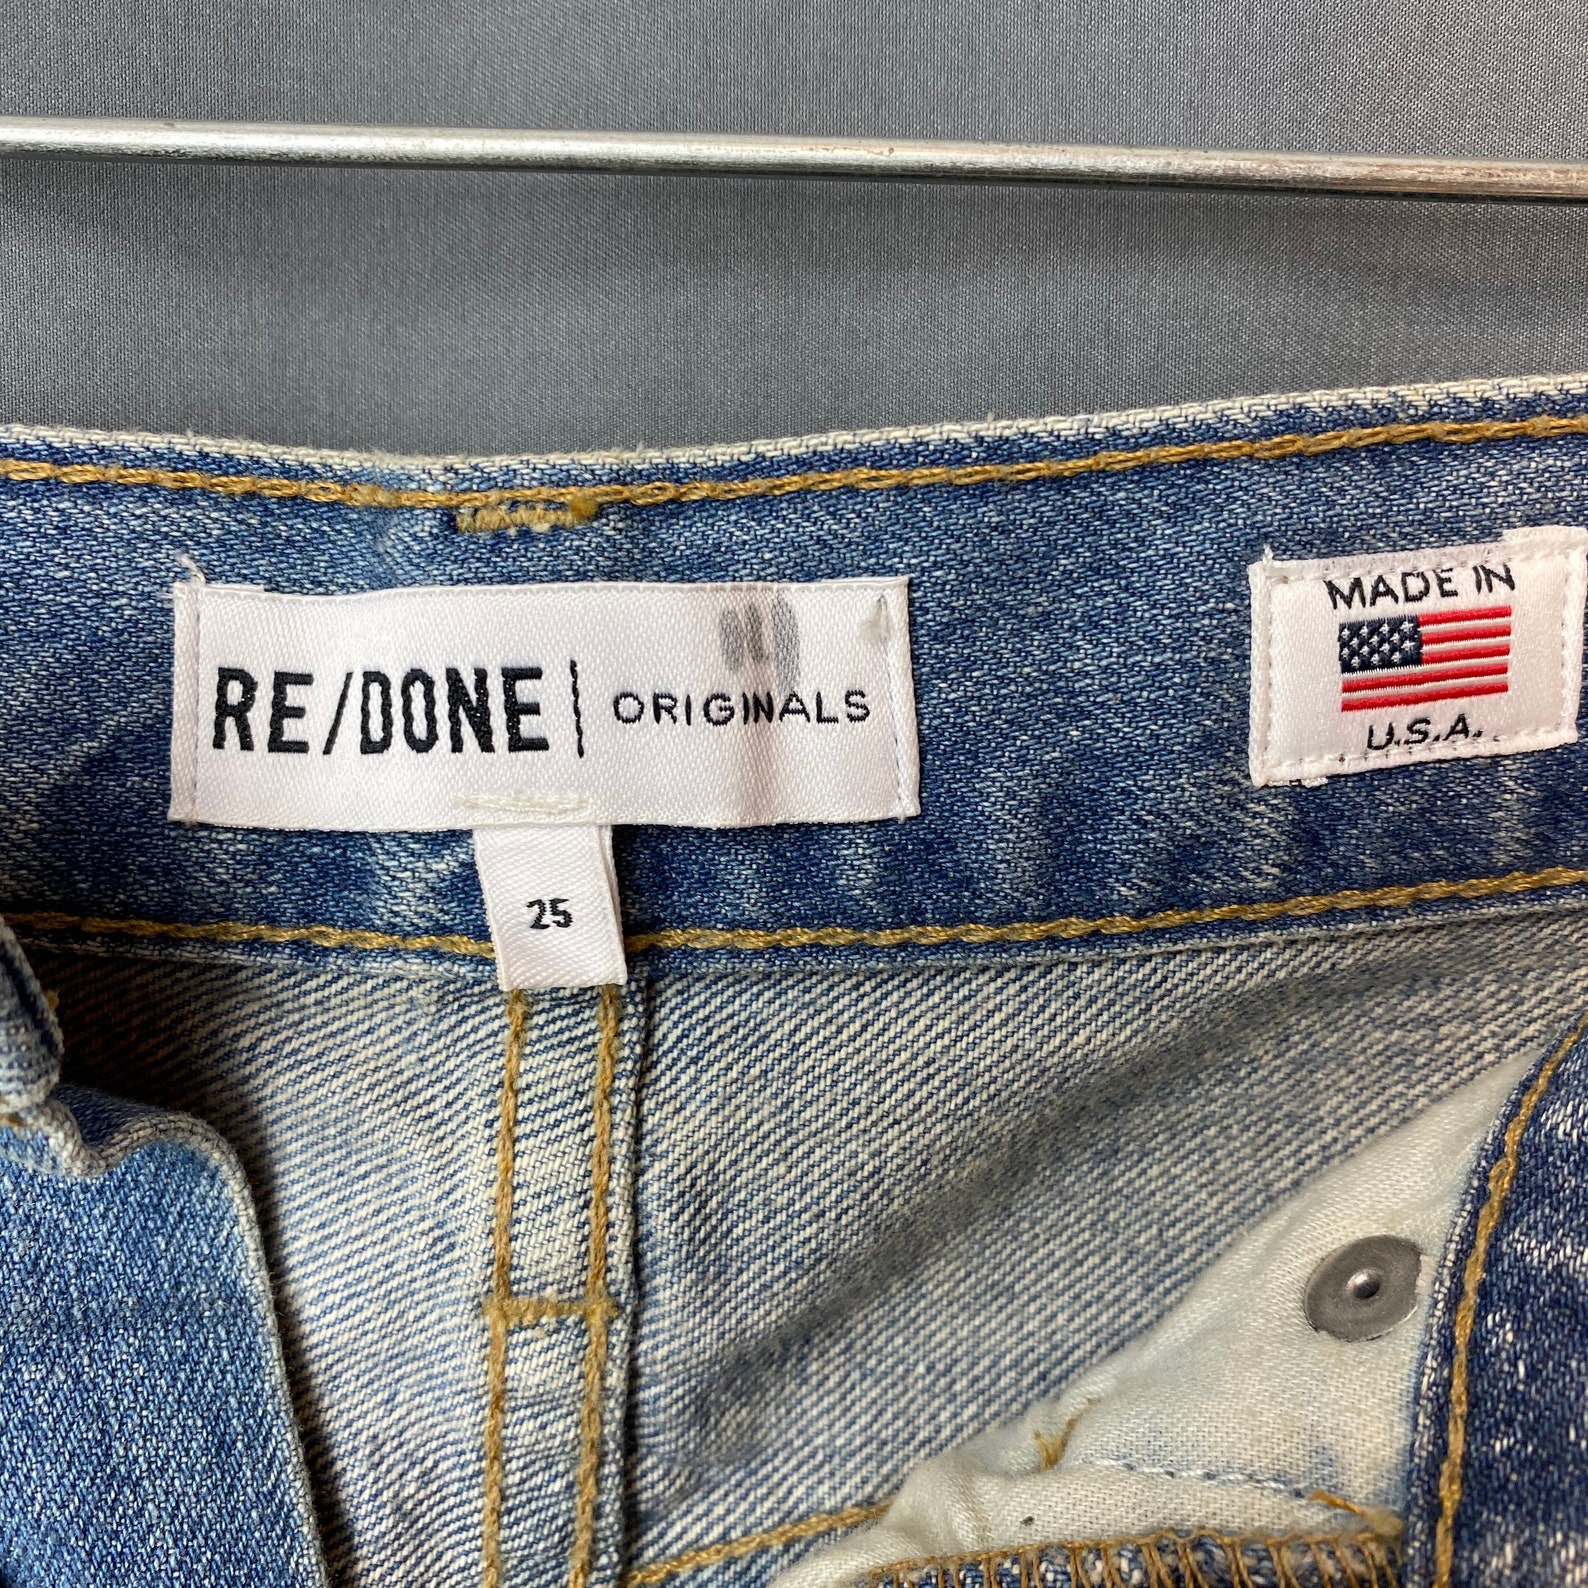 RE/DONE | ORIGINALS
25
MADE IN
U.S.A.